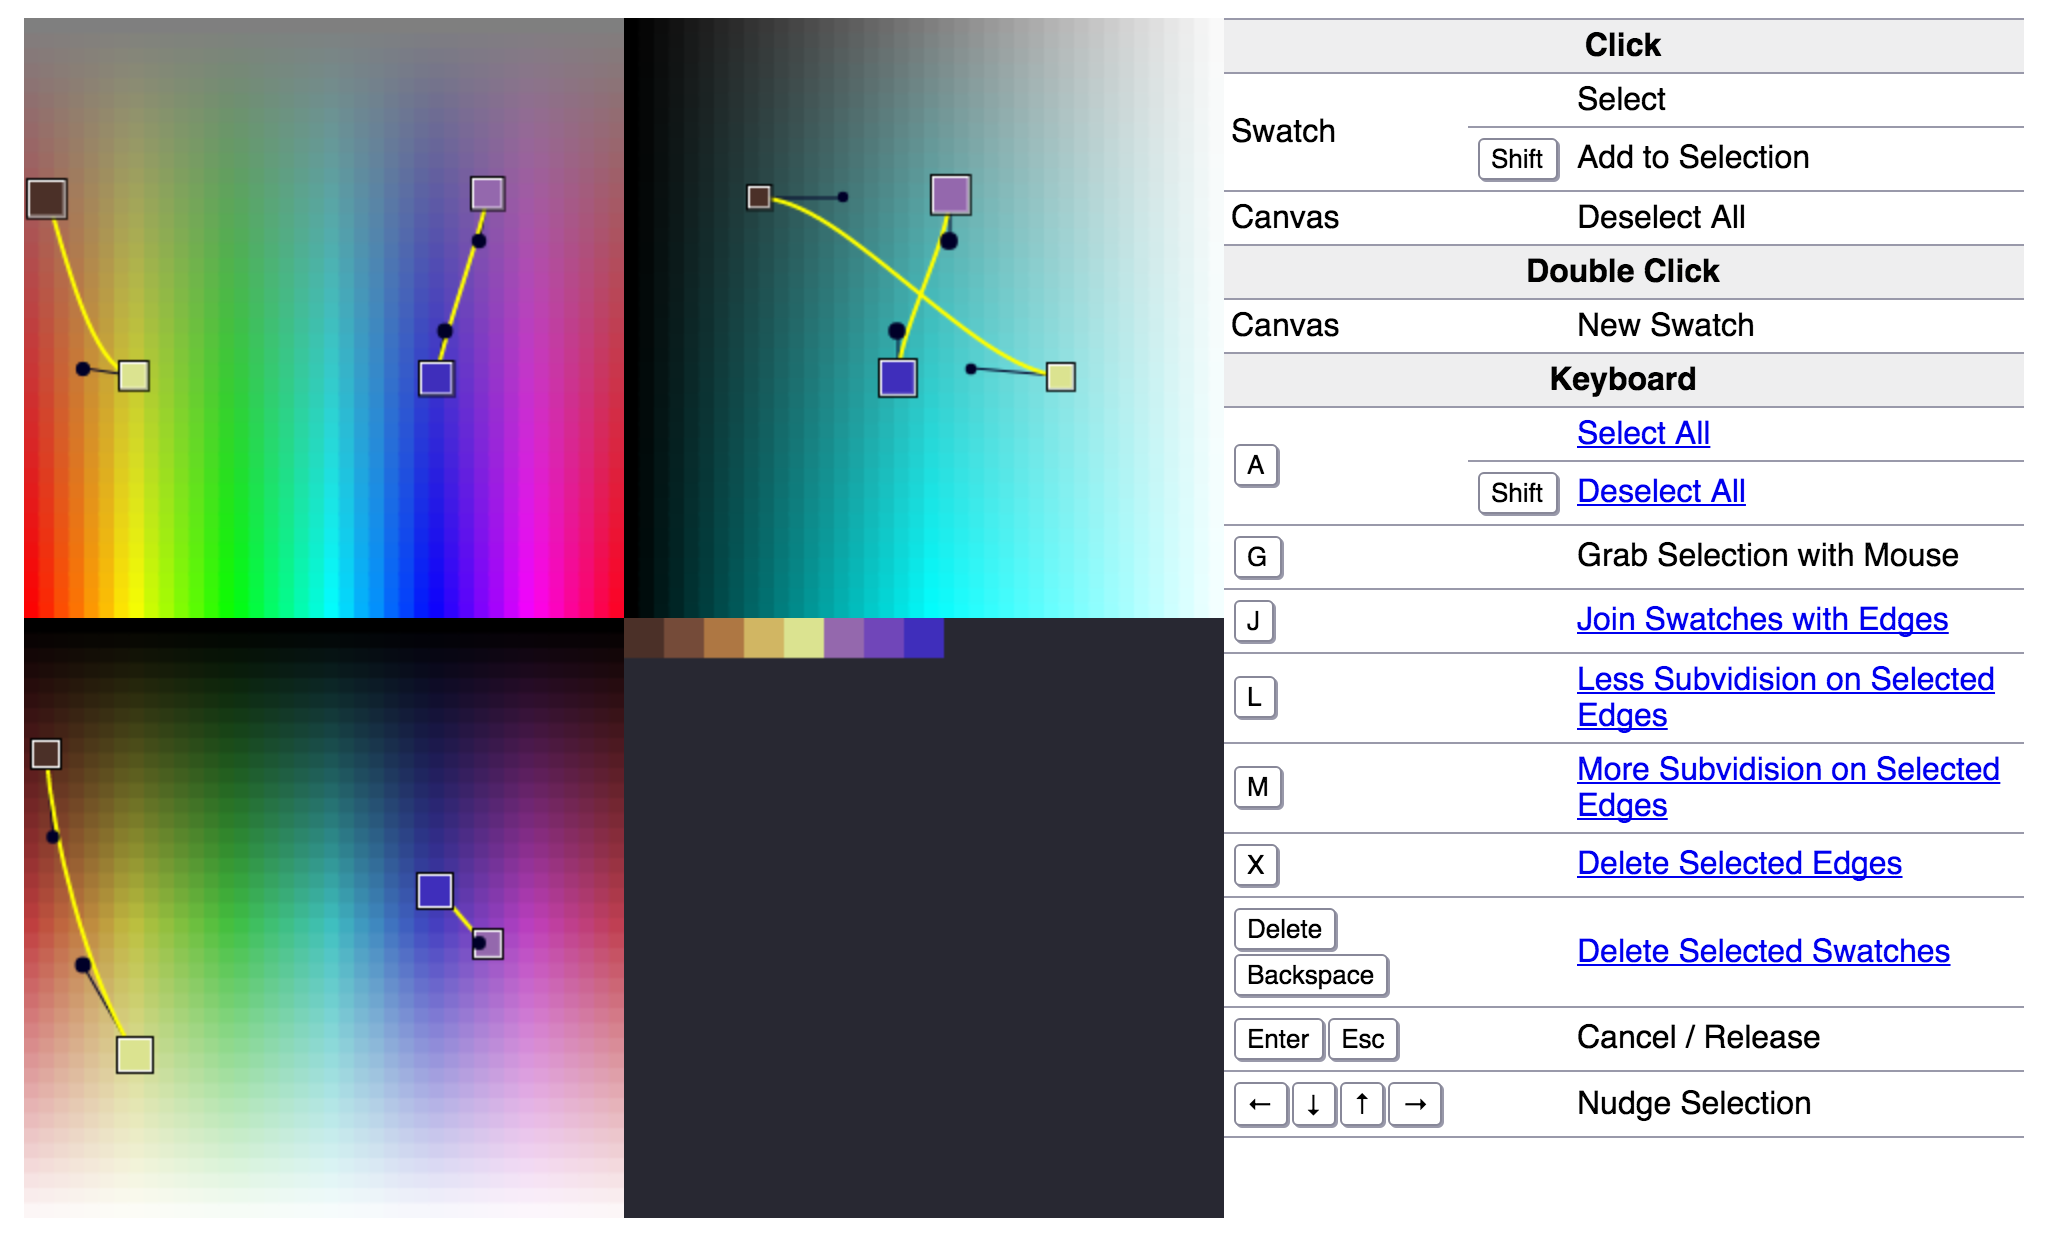 Click
Swatch
Select
Shift Add to Selection
Canvas Deselect All
Double Click
Canvas New Swatch
Keyboard
A
Select All
Shift Deselect All
G Grab Selection with Mouse
J Join Swatches with Edges
L Less Subvidision on Selected
Edges
M More Subvidision on Selected
Edges
X Delete Selected Edges
Delete
Backspace
Delete Selected Swatches
Enter Esc Cancel / Release
← ↓ ↑ → Nudge Selection